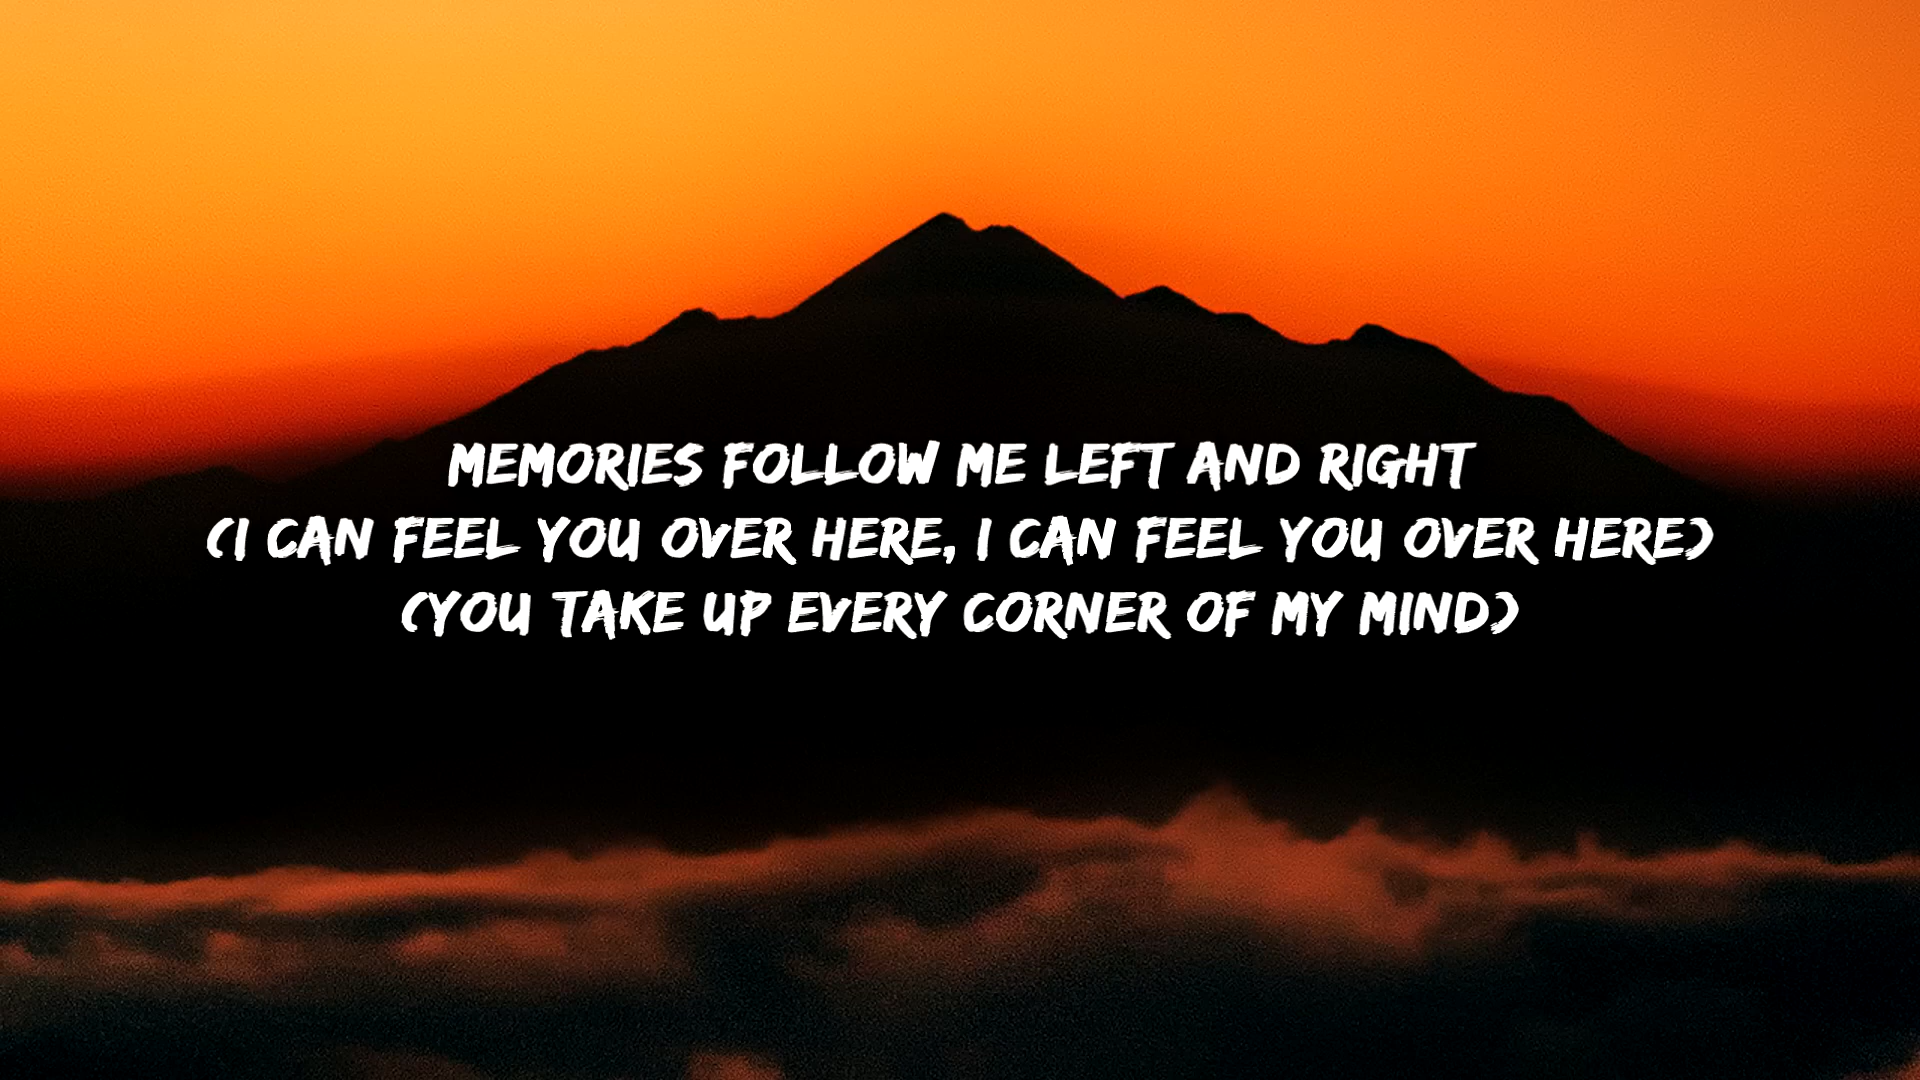 MEMORIES FOLLOW ME LEFT AND RIGHT
(I CAN FEEL YOU OVER HERE, I CAN FEEL YOU OVER HERE)
(YOU TAKE UP EVERY CORNER OF MY MIND)